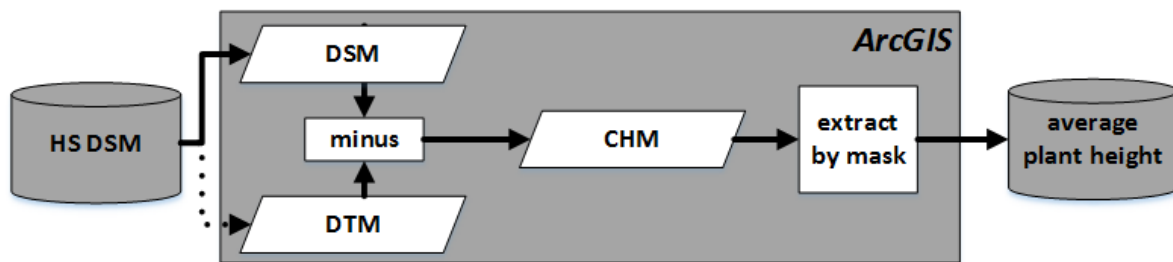 ArcGIS
DSM
HS DSM
minus
CHM
extract
by mask
average
plant height
DTM